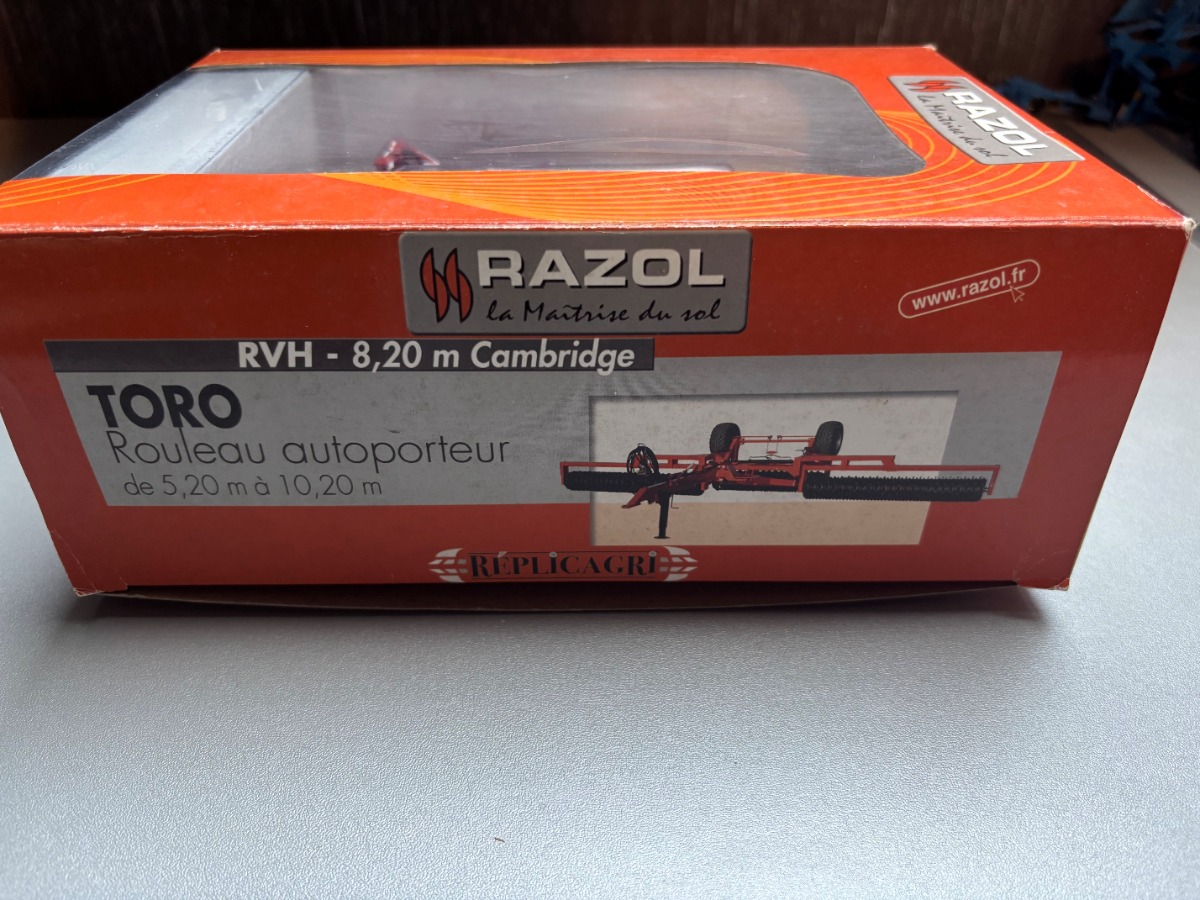 RAZOL
la Maîtrise du sol
RAZOL
la Maîtrise du sol
www.razol.fr
RVH - 8,20 m Cambridge
TORO
Rouleau autoporteur
de 5,20 m à 10,20 m
RÉPLiCAGRi